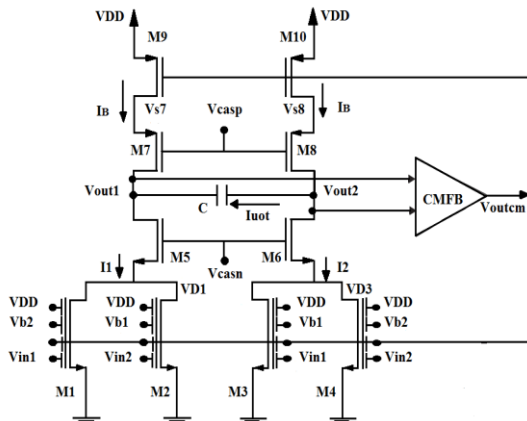 VDD VDD
M9 M10
IB Vs7 Vcasp Vs8 IB
M7 M8
Vout1 Vout2 CMFB Voutcm
C Iuot
M5 M6
I1 Vcasn I2
VD1 VD3
VDD VDD VDD VDD
Vb2 Vb1 Vb1 Vb2
Vin1 Vin2 Vin1 Vin2
M1 M2 M3 M4